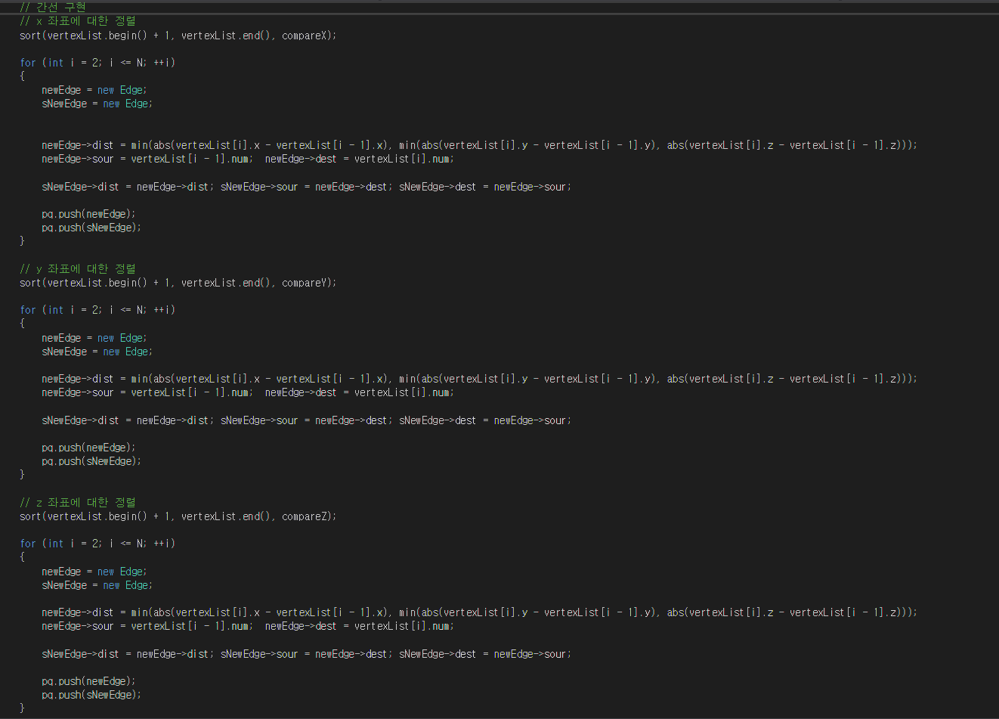 // 간선 구현
// x 좌표에 대한 정렬
sort(vertexList.begin() + 1, vertexList.end(), compareX);
for (int i = 2; i <= N; ++i)
{
newEdge = new Edge;
sNewEdge = new Edge;
newEdge->dist = min(abs(vertexList[i].x - vertexList[i - 1].x), min(abs(vertexList[i].y - vertexList[i - 1].y), abs(vertexList[i].z - vertexList[i - 1].z)));
newEdge->sour = vertexList[i - 1].num;  newEdge->dest = vertexList[i].num;
sNewEdge->dist = newEdge->dist; sNewEdge->sour = newEdge->dest; sNewEdge->dest = newEdge->sour;
pq.push(newEdge);
pq.push(sNewEdge);
}
// y 좌표에 대한 정렬
sort(vertexList.begin() + 1, vertexList.end(), compareY);
for (int i = 2; i <= N; ++i)
{
newEdge = new Edge;
sNewEdge = new Edge;
newEdge->dist = min(abs(vertexList[i].x - vertexList[i - 1].x), min(abs(vertexList[i].y - vertexList[i - 1].y), abs(vertexList[i].z - vertexList[i - 1].z)));
newEdge->sour = vertexList[i - 1].num;  newEdge->dest = vertexList[i].num;
sNewEdge->dist = newEdge->dist; sNewEdge->sour = newEdge->dest; sNewEdge->dest = newEdge->sour;
pq.push(newEdge);
pq.push(sNewEdge);
}
// z 좌표에 대한 정렬
sort(vertexList.begin() + 1, vertexList.end(), compareZ);
for (int i = 2; i <= N; ++i)
{
newEdge = new Edge;
sNewEdge = new Edge;
newEdge->dist = min(abs(vertexList[i].x - vertexList[i - 1].x), min(abs(vertexList[i].y - vertexList[i - 1].y), abs(vertexList[i].z - vertexList[i - 1].z)));
newEdge->sour = vertexList[i - 1].num;  newEdge->dest = vertexList[i].num;
sNewEdge->dist = newEdge->dist; sNewEdge->sour = newEdge->dest; sNewEdge->dest = newEdge->sour;
pq.push(newEdge);
pq.push(sNewEdge);
}